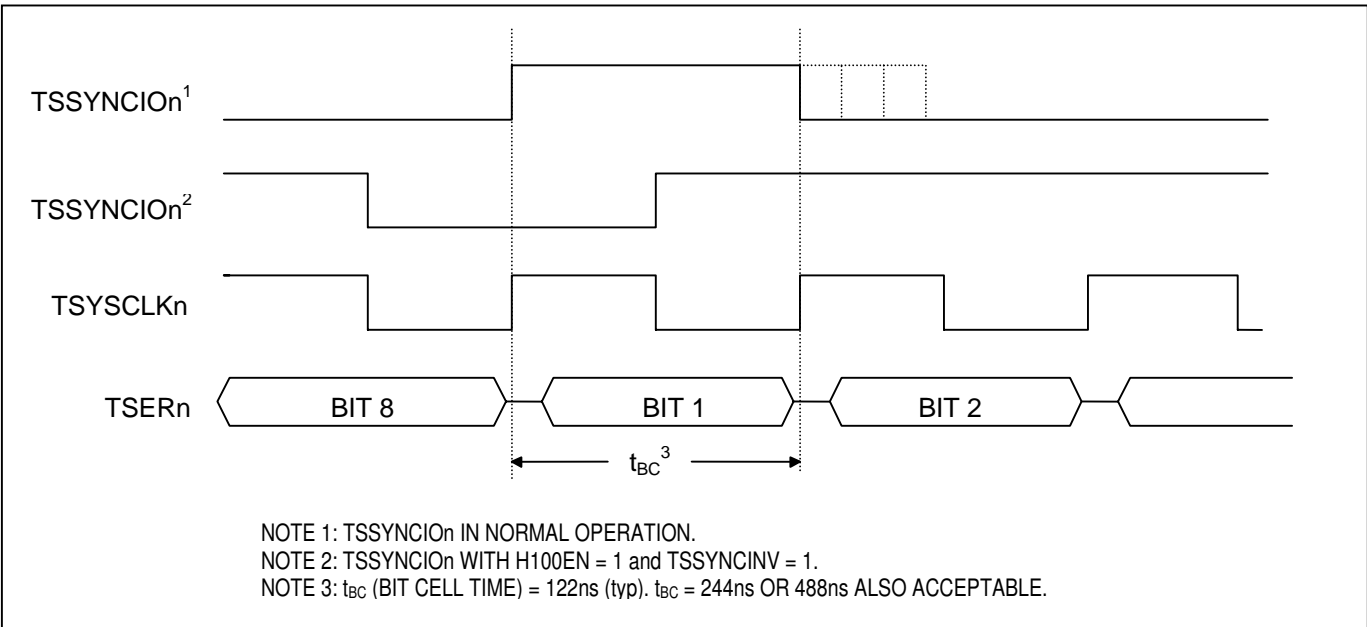 TSSYNCIOn¹
TSSYNCIOn²
TSYSCLKn
TSERn BIT 8 BIT 1 BIT 2
tBC³
NOTE 1: TSSYNCIOn IN NORMAL OPERATION.
NOTE 2: TSSYNCIOn WITH H100EN = 1 and TSSYNCINV = 1.
NOTE 3: tBC (BIT CELL TIME) = 122ns (typ). tBC = 244ns OR 488ns ALSO ACCEPTABLE.